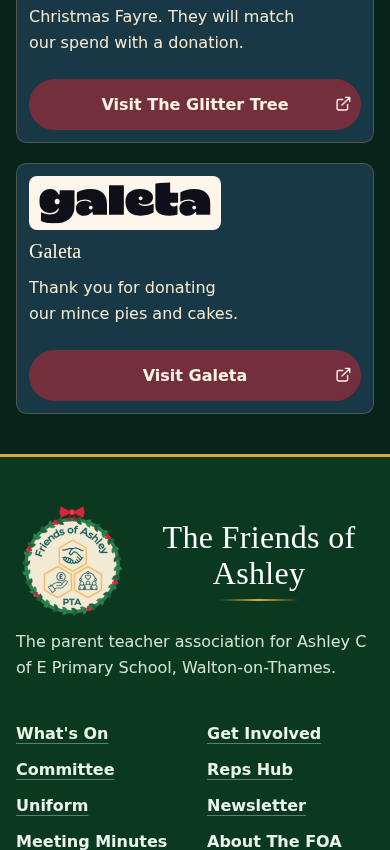 Christmas Fayre. They will match
our spend with a donation.
Visit The Glitter Tree
galeta
Galeta
Thank you for donating
our mince pies and cakes.
Visit Galeta
Friends of Ashley
£
PTA
The Friends of
Ashley
The parent teacher association for Ashley C
of E Primary School, Walton-on-Thames.
What's On
Get Involved
Committee
Reps Hub
Uniform
Newsletter
Meeting Minutes
About The FOA